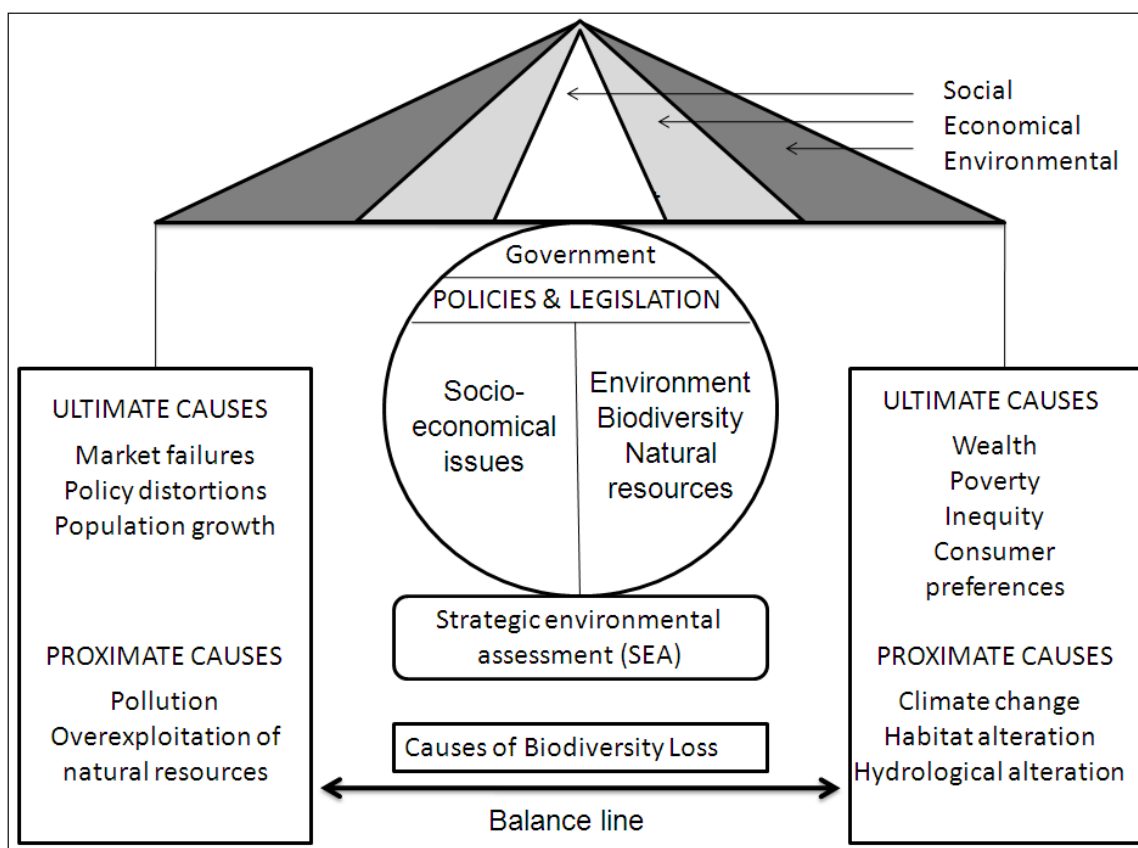 Social
Economical
Environmental
Government
POLICIES & LEGISLATION
Socio-
economical
issues
Environment
Biodiversity
Natural
resources
ULTIMATE CAUSES
Market failures
Policy distortions
Population growth
PROXIMATE CAUSES
Pollution
Overexploitation of
natural resources
ULTIMATE CAUSES
Wealth
Poverty
Inequity
Consumer
preferences
PROXIMATE CAUSES
Climate change
Habitat alteration
Hydrological alteration
Strategic environmental
assessment (SEA)
Causes of Biodiversity Loss
Balance line